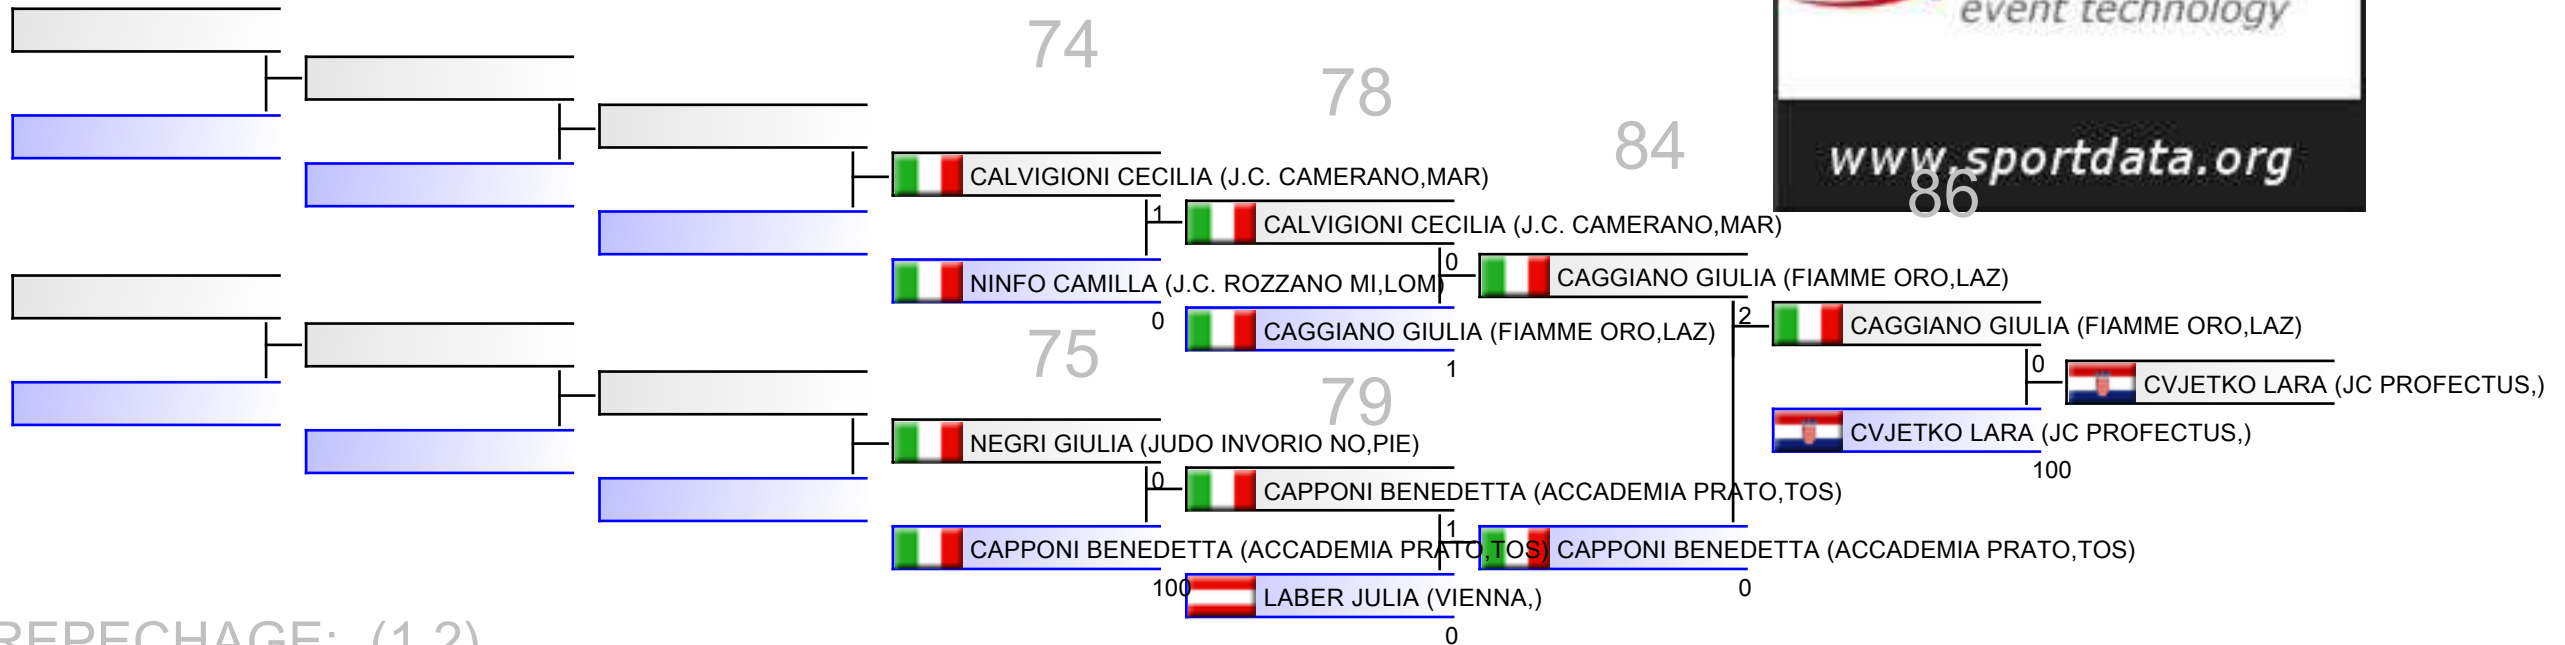 event technology
74
78
84
www.sportdata.org
86
CALVIGIONI CECILIA (J.C. CAMERANO,MAR)
1
CALVIGIONI CECILIA (J.C. CAMERANO,MAR)
0
NINFO CAMILLA (J.C. ROZZANO MI,LOM)
CAGGIANO GIULIA (FIAMME ORO,LAZ)
0
CAGGIANO GIULIA (FIAMME ORO,LAZ)
2
CAGGIANO GIULIA (FIAMME ORO,LAZ)
75
1
0
CVJETKO LARA (JC PROFECTUS,)
79
NEGRI GIULIA (JUDO INVORIO NO,PIE)
CVJETKO LARA (JC PROFECTUS,)
100
0
CAPPONI BENEDETTA (ACCADEMIA PRATO,TOS)
1
CAPPONI BENEDETTA (ACCADEMIA PRATO,TOS)
CAPPONI BENEDETTA (ACCADEMIA PRATO,TOS)
100
LABER JULIA (VIENNA,)
0
0
REPECHAGE: (1,2)